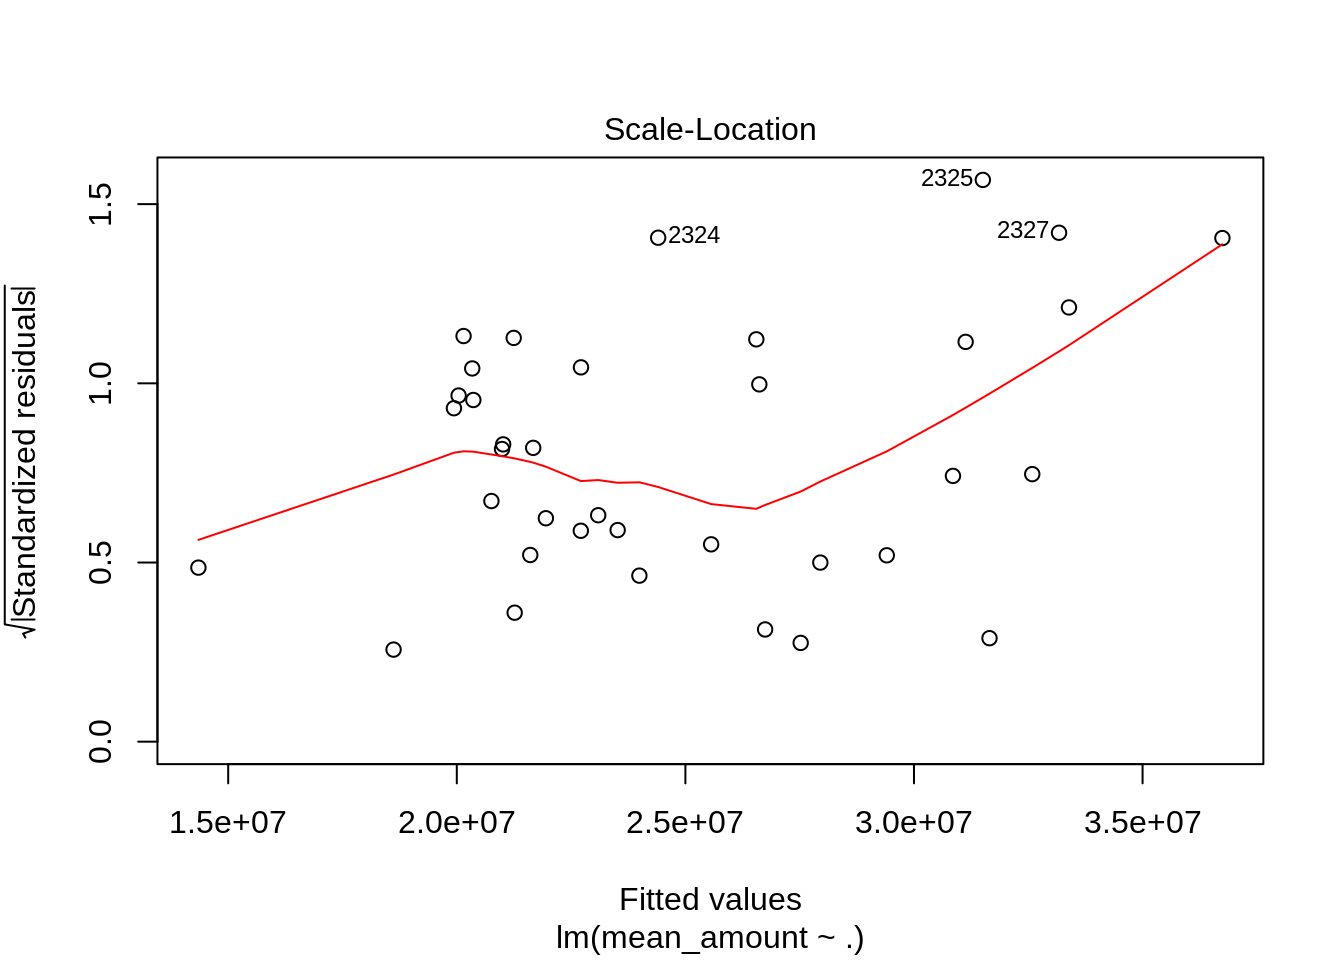 Scale-Location
√|Standardized residuals|
1.5
1.0
0.5
0.0
2325
2327
2324
1.5e+07 2.0e+07 2.5e+07 3.0e+07 3.5e+07
Fitted values
lm(mean_amount ~ .)